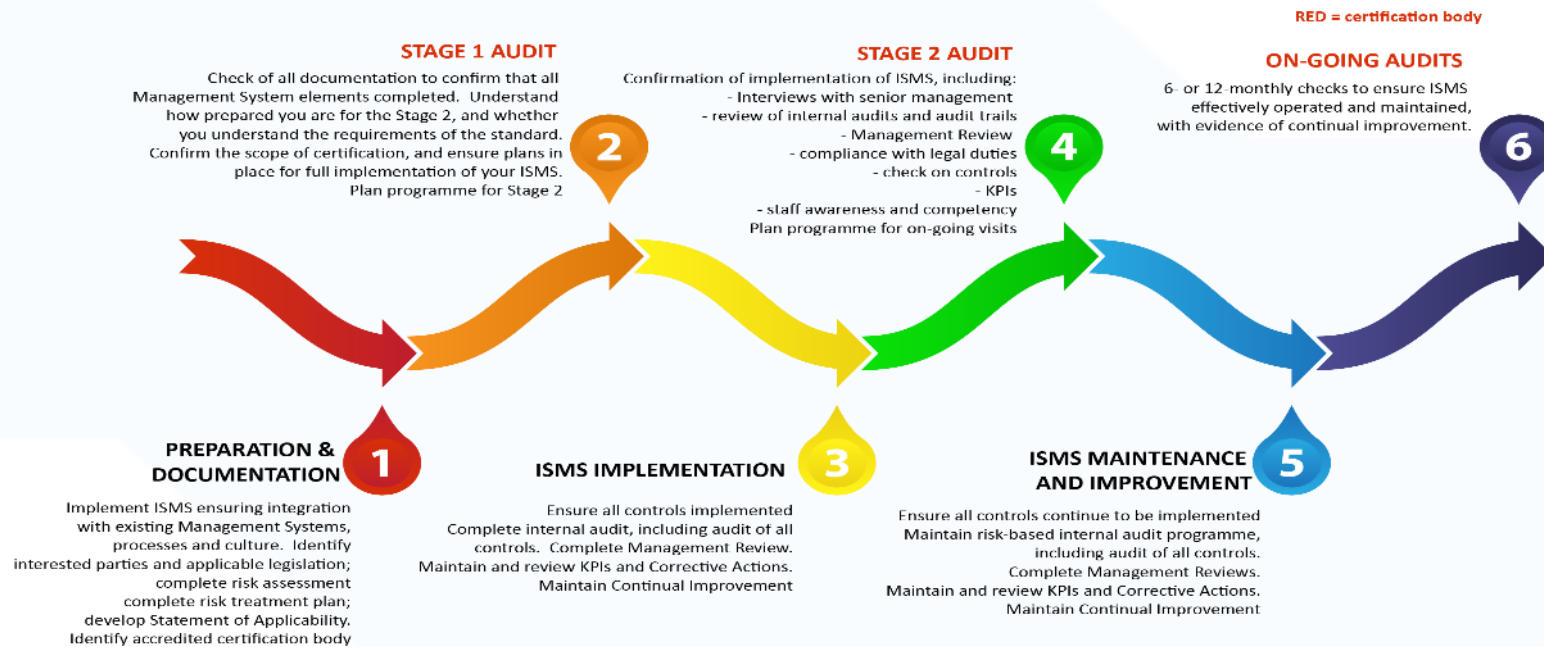 RED = certification body
STAGE 1 AUDIT
Check of all documentation to confirm that all
Management System elements completed.  Understand
how prepared you are for the Stage 2, and whether
you understand the requirements of the standard.
Confirm the scope of certification, and ensure plans in
place for full implementation of your ISMS.
Plan programme for Stage 2
2
STAGE 2 AUDIT
Confirmation of implementation of ISMS, including:
- Interviews with senior management
- review of internal audits and audit trails
- Management Review
- compliance with legal duties
- check on controls
- KPIs
- staff awareness and competency
Plan programme for on-going visits
4
ON-GOING AUDITS
6- or 12-monthly checks to ensure ISMS
effectively operated and maintained,
with evidence of continual improvement.
6
PREPARATION &
DOCUMENTATION
1
Implement ISMS ensuring integration
with existing Management Systems,
processes and culture.  Identify
interested parties and applicable legislation;
complete risk assessment
complete risk treatment plan;
develop Statement of Applicability.
Identify accredited certification body
ISMS IMPLEMENTATION
3
Ensure all controls implemented
Complete internal audit, including audit of all
controls.  Complete Management Review.
Maintain and review KPIs and Corrective Actions.
Maintain Continual Improvement
ISMS MAINTENANCE
AND IMPROVEMENT
5
Ensure all controls continue to be implemented
Maintain risk-based internal audit programme,
including audit of all controls.
Complete Management Reviews.
Maintain and review KPIs and Corrective Actions.
Maintain Continual Improvement